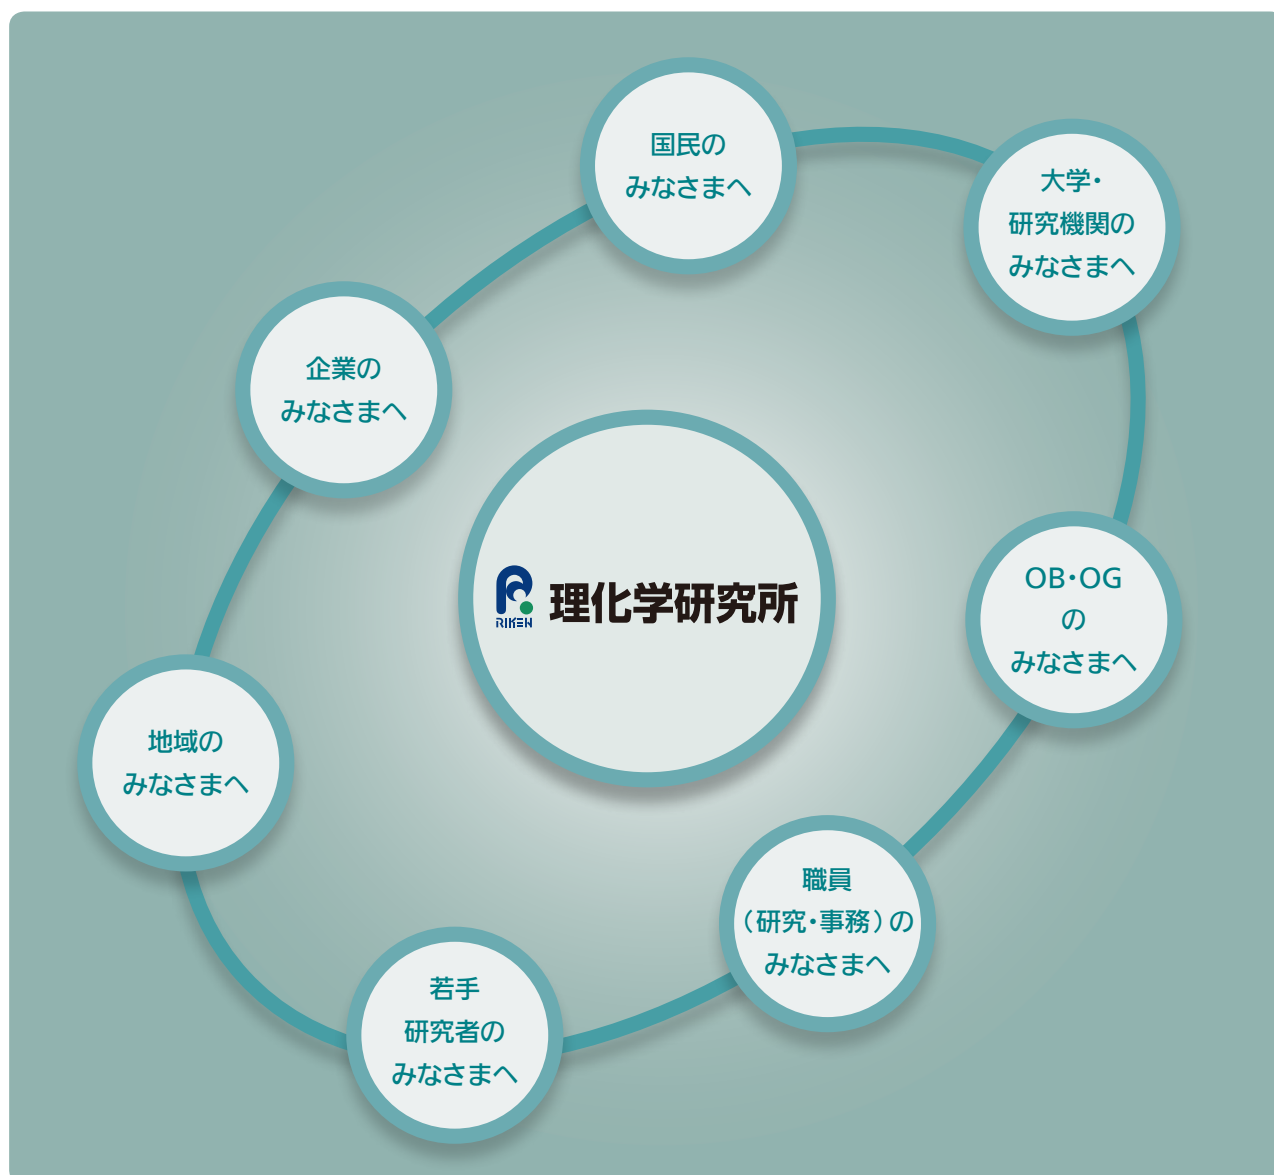 国民の
みなさまへ
大学・
研究機関の
みなさまへ
企業の
みなさまへ
RIKEN
理化学研究所
OB・OG
の
みなさまへ
地域の
みなさまへ
職員
（研究・事務）の
みなさまへ
若手
研究者の
みなさまへ